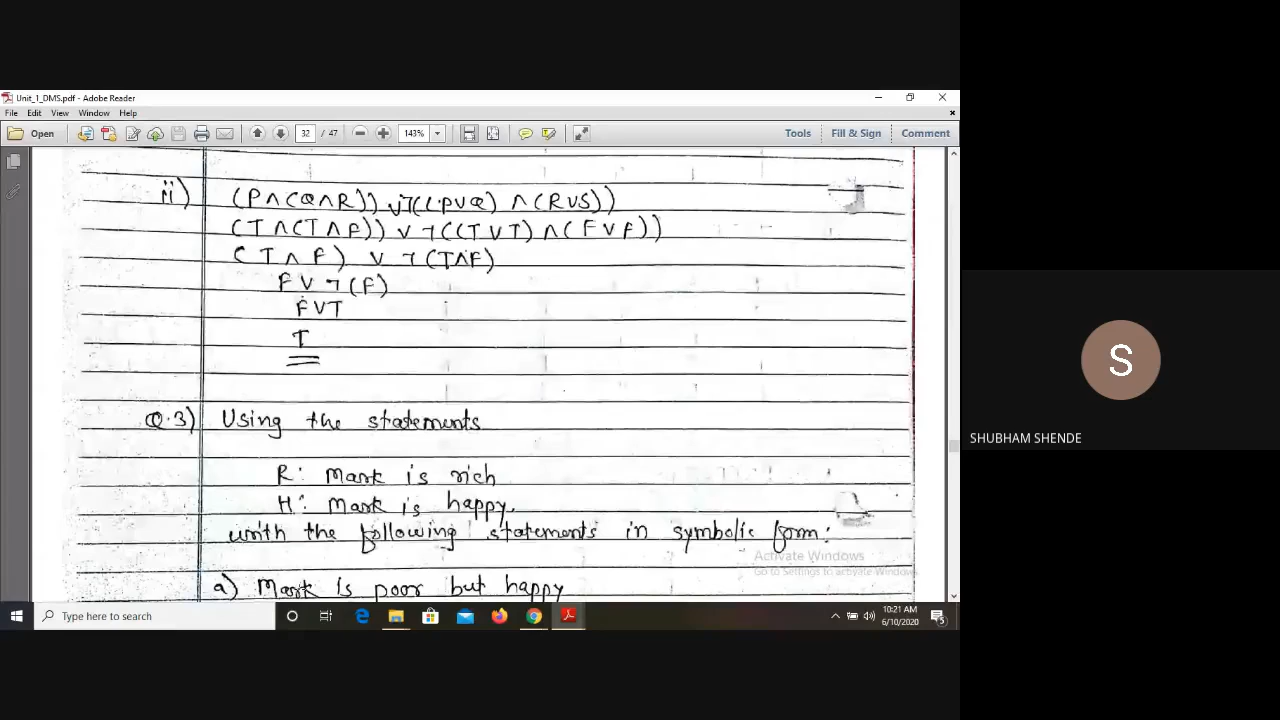 Unit_1_DMS.pdf - Adobe Reader
File Edit View Window Help
Open 32 / 47 143% Tools Fill & Sign Comment
ii) (P∧(Q∧R)) ∨¬((P∨Q) ∧(R∨S))
(T∧(T∧F)) ∨ ¬((T∨T)∧(F∨F))
(T∧F) ∨ ¬(T∧F)
F∨ ¬(F)
F∨T
T
Q.3) Using the statements
R: Mark is rich
H: Mark is happy.
writh the following statements in symbolic form:
Activate Windows
Go to Settings to activate Windows.
a) Mark is poor but happy
Type here to search
10:21 AM
6/10/2020
5
S
SHUBHAM SHENDE